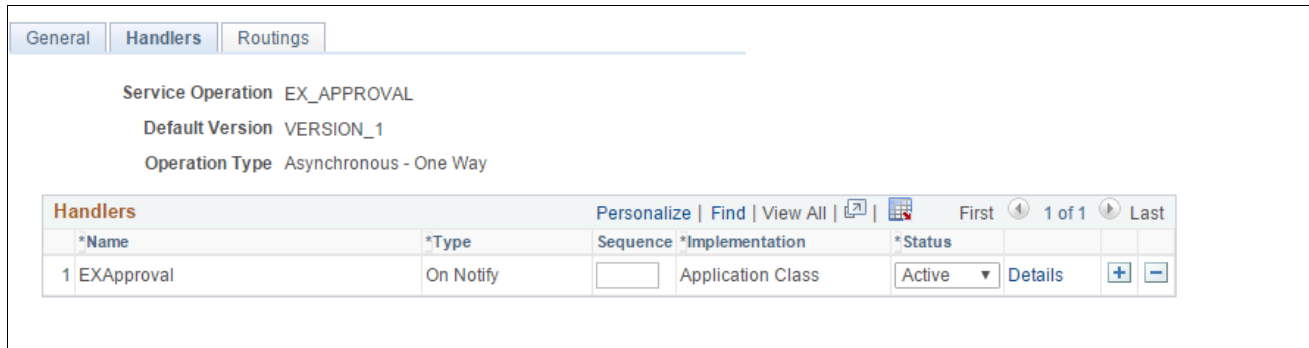 General Handlers Routings
Service Operation EX_APPROVAL
Default Version VERSION_1
Operation Type Asynchronous - One Way
Handlers Personalize | Find | View All | | First 1 of 1 Last
*Name *Type Sequence *Implementation *Status
1 EXApproval On Notify Application Class Active Details